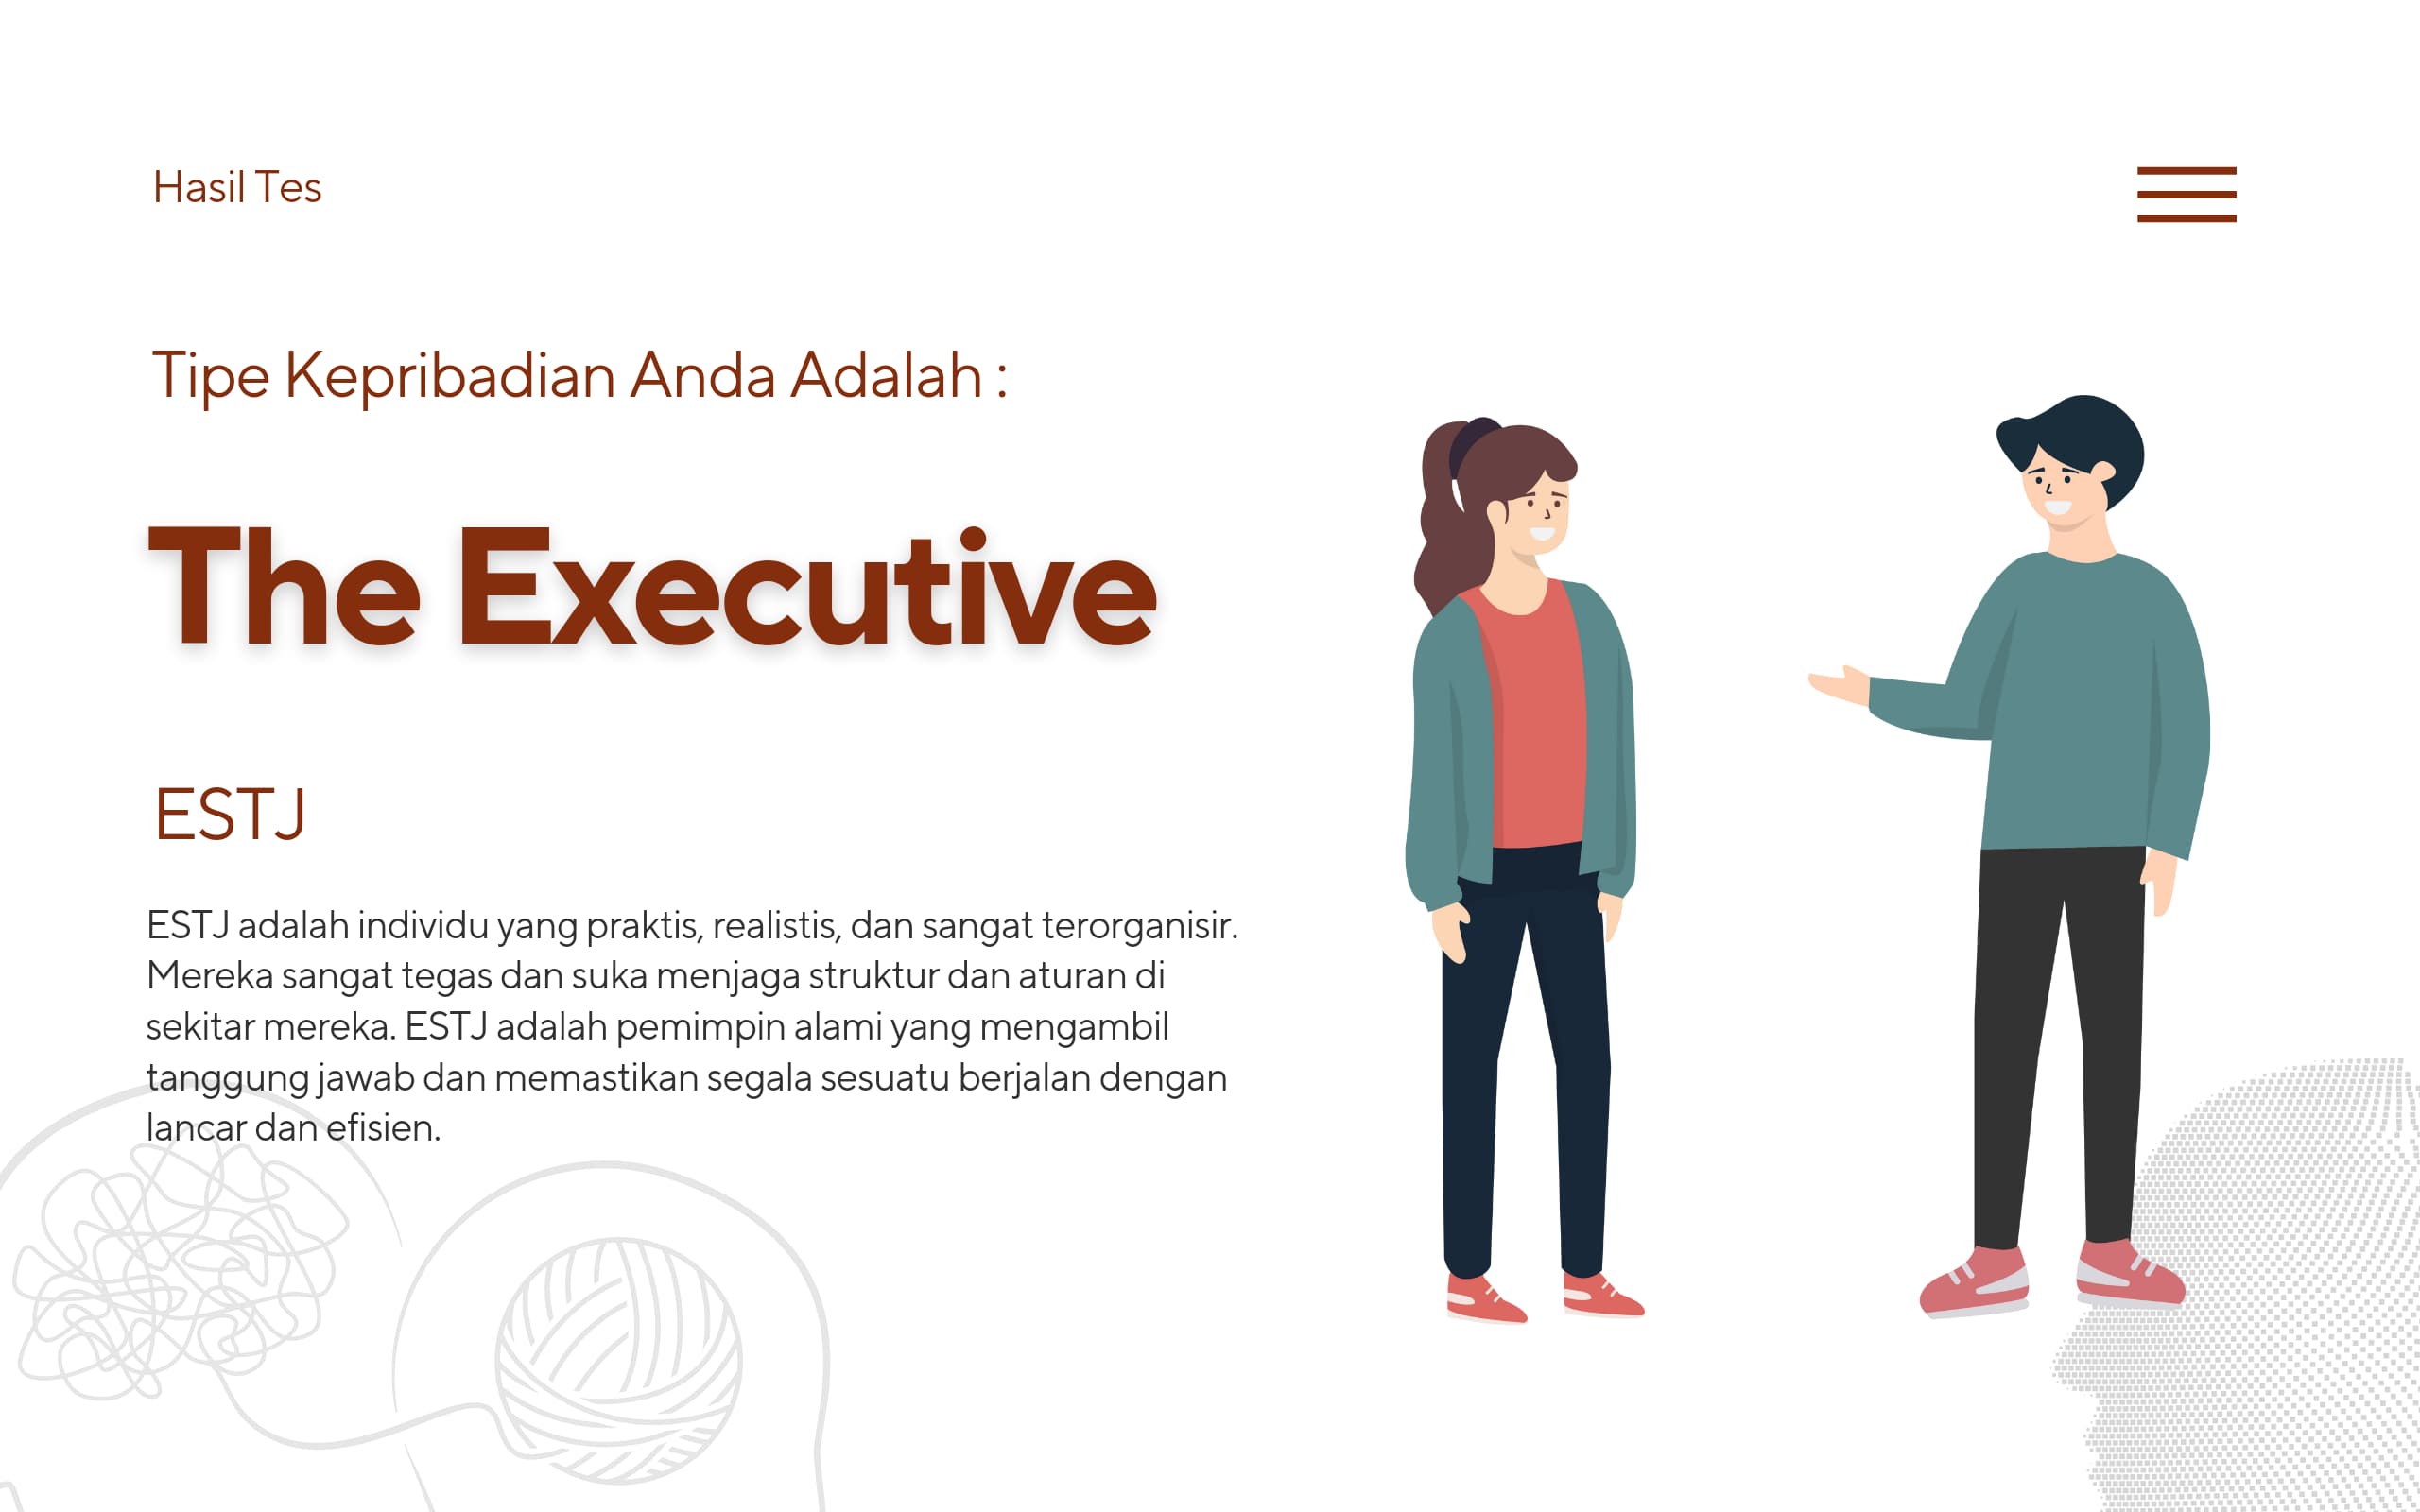 Hasil Tes
Tipe Kepribadian Anda Adalah :
The Executive
ESTJ
ESTJ adalah individu yang praktis, realistis, dan sangat terorganisir.
Mereka sangat tegas dan suka menjaga struktur dan aturan di
sekitar mereka. ESTJ adalah pemimpin alami yang mengambil
tanggung jawab dan memastikan segala sesuatu berjalan dengan
lancar dan efisien.